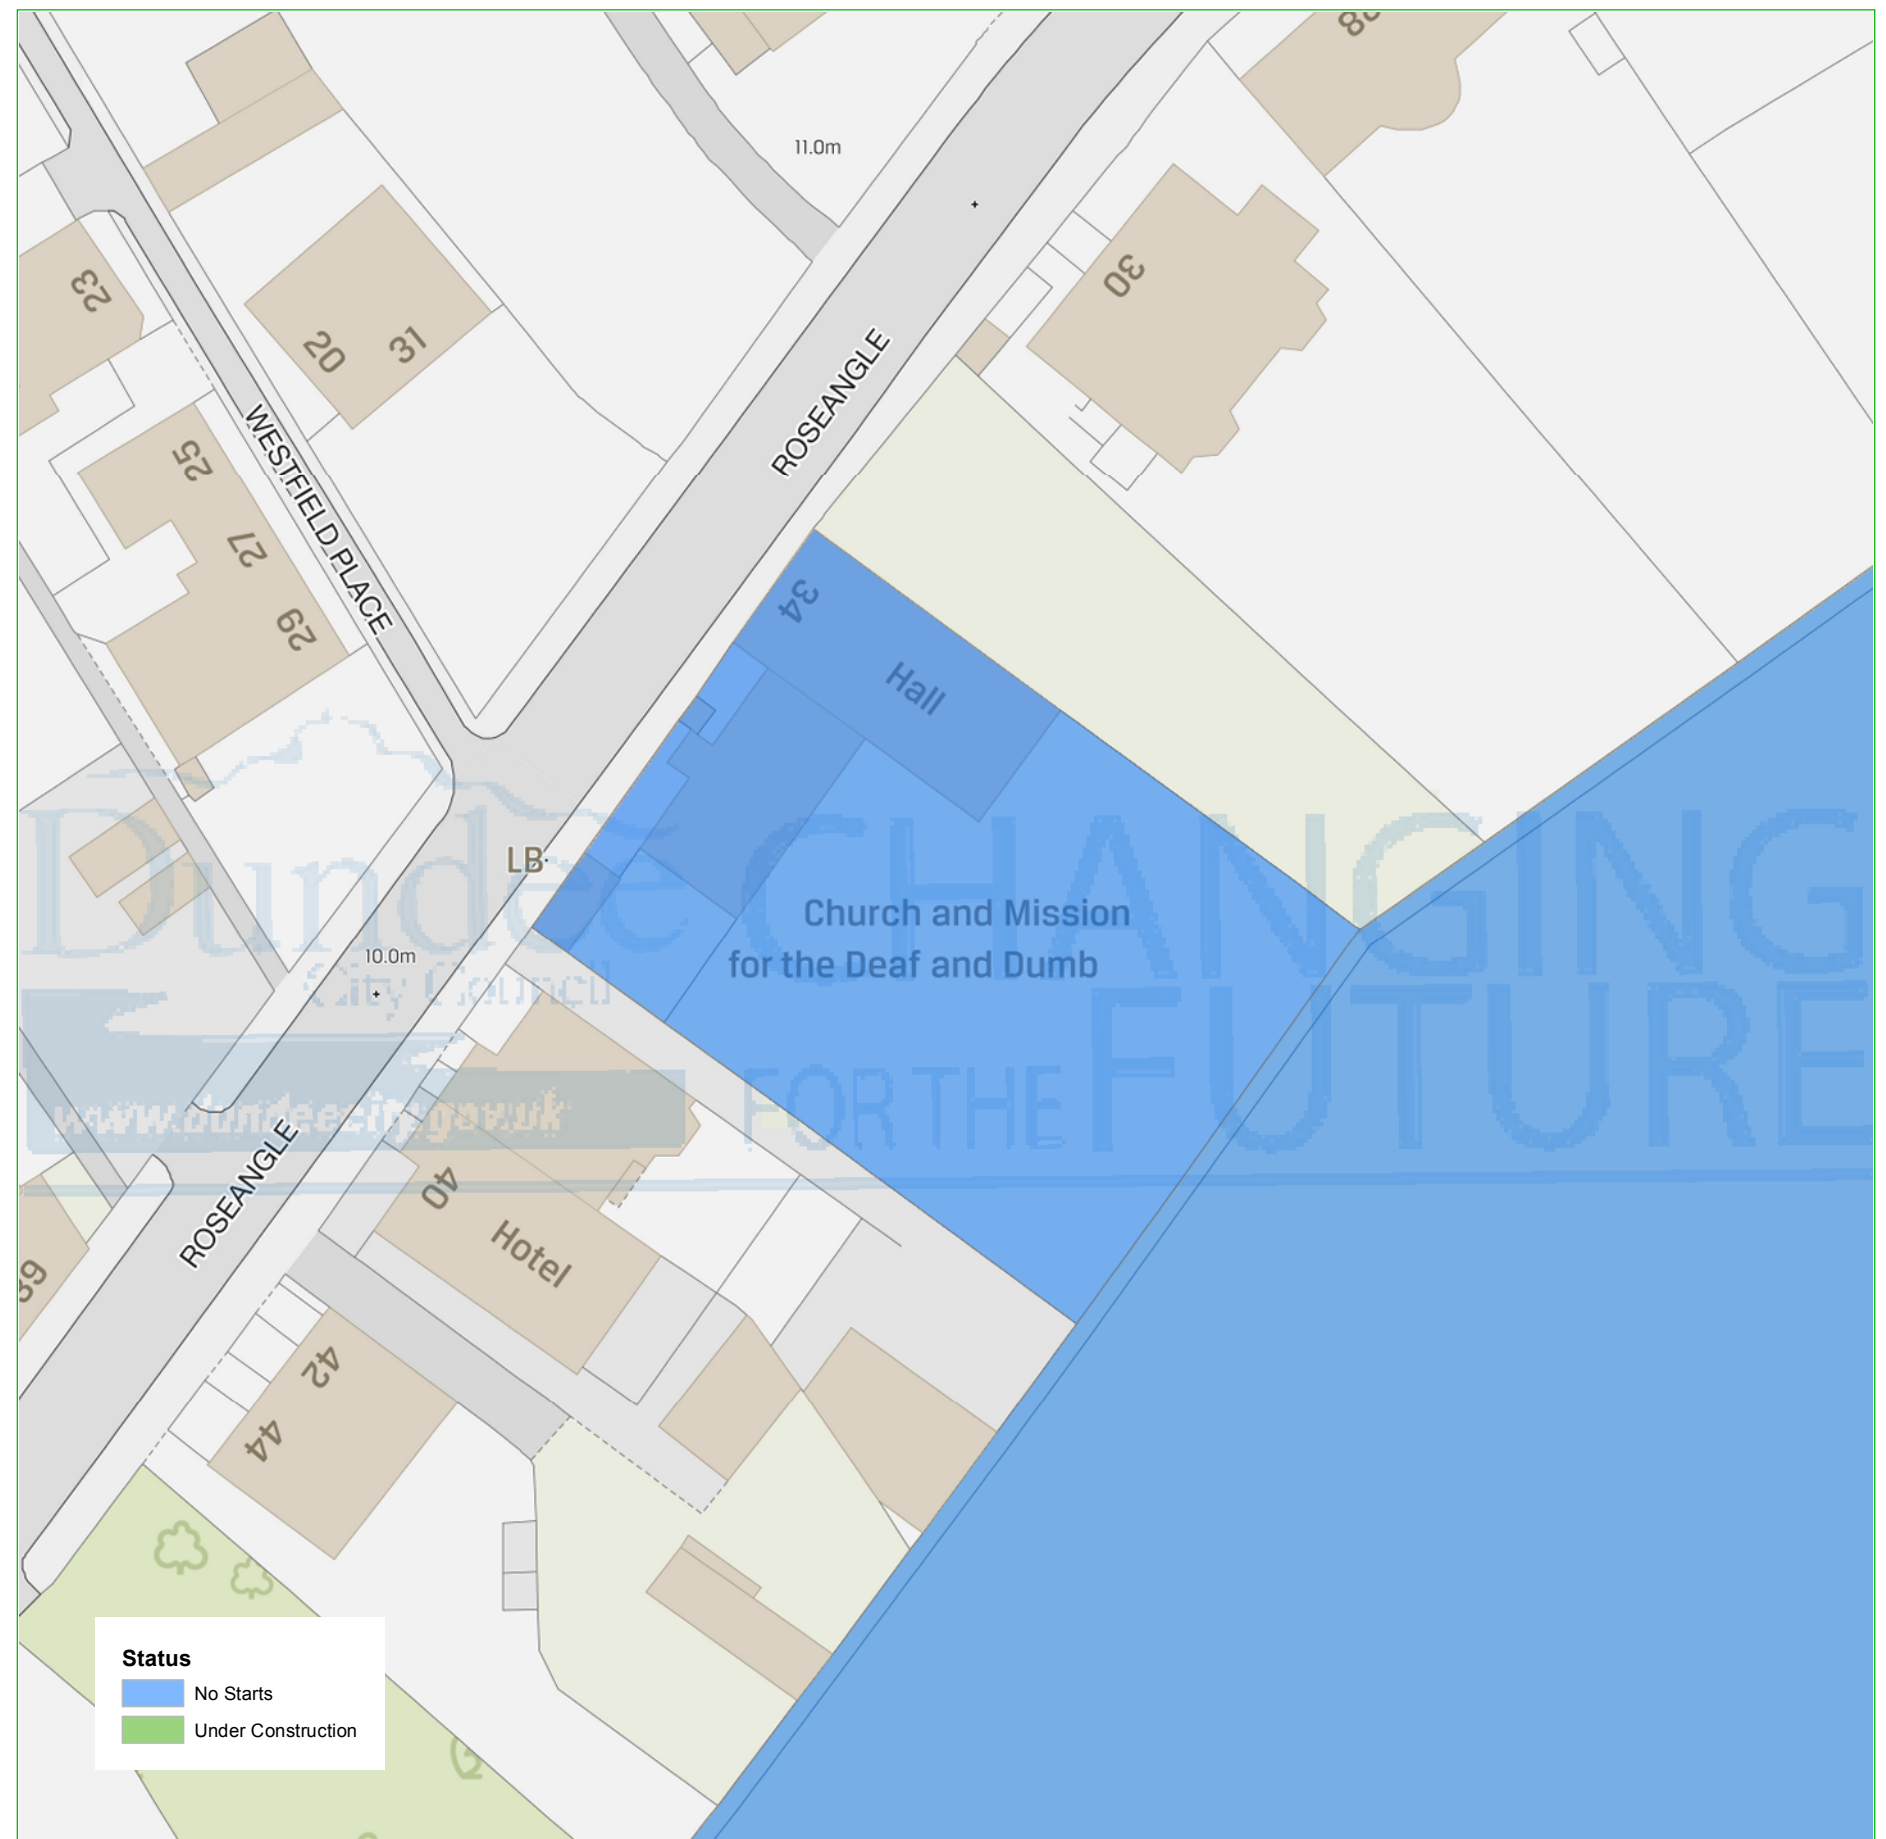 88
11.0m
30
23
20
31
ROSEANGLE
WESTFIELD PLACE
25
27
29
34
Hall
LB
Dundee
City Council
CHANGING
FOR THE FUTURE
www.dundeecity.gov.uk
Church and Mission
for the Deaf and Dumb
10.0m
ROSEANGLE
40
Hotel
39
42
44
Status
No Starts
Under Construction